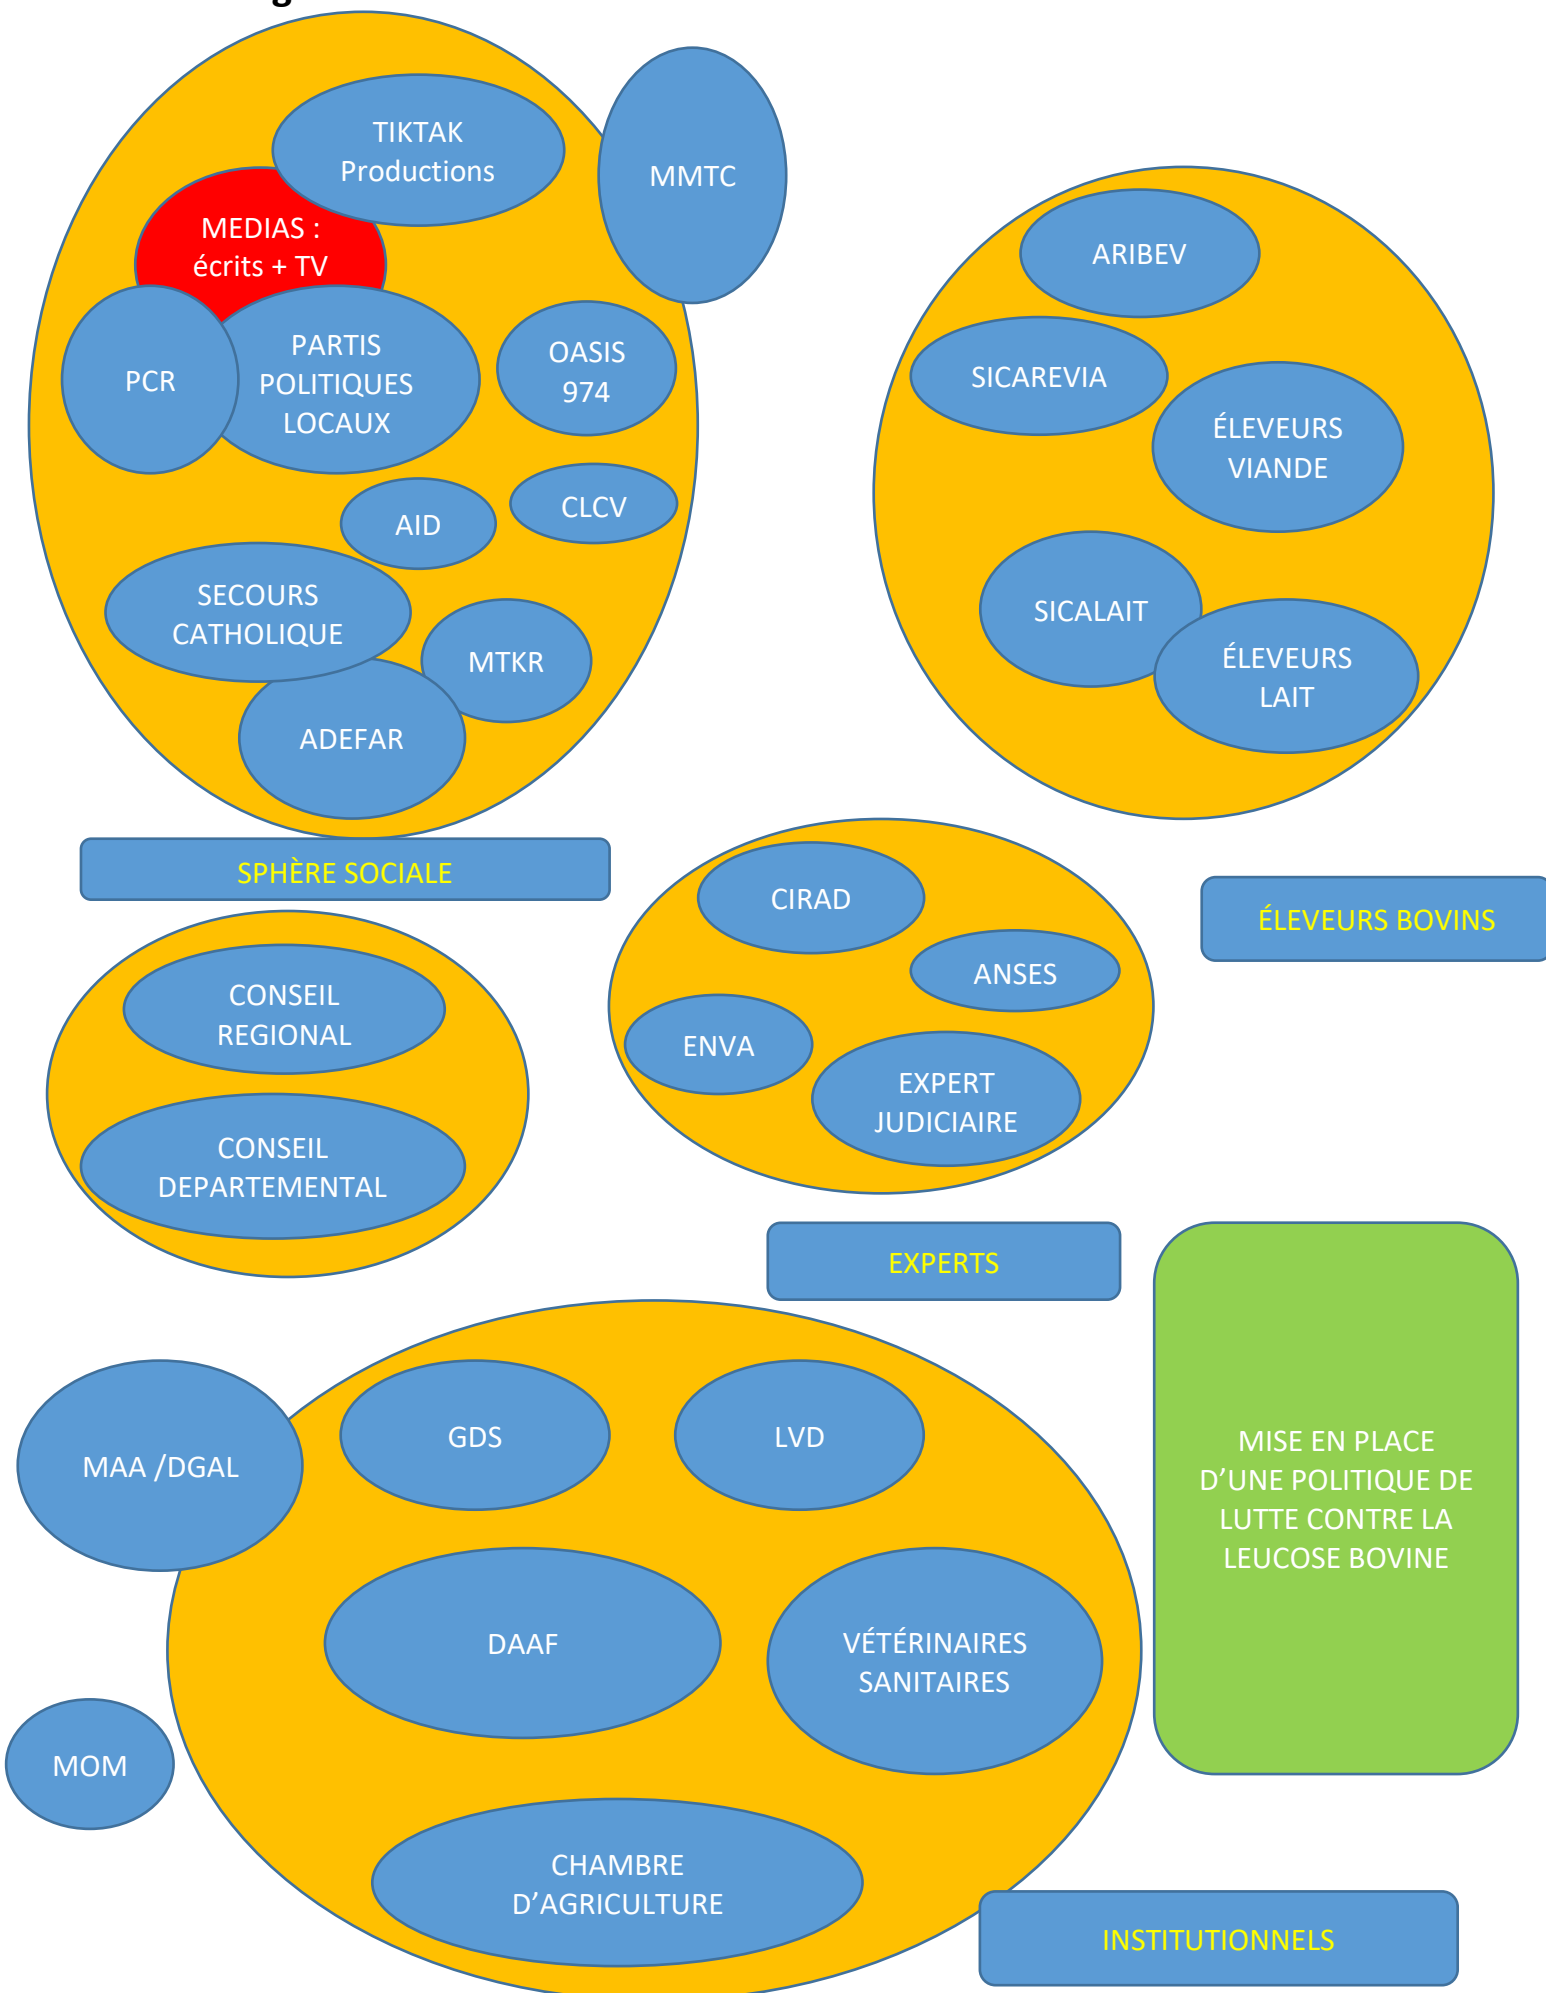 TIKTAK
Productions
MMTC
MEDIAS :
écrits + TV
PARTIS
POLITIQUES
LOCAUX
PCR
OASIS
974
AID
CLCV
SECOURS
CATHOLIQUE
MTKR
ADEFAR
SPHÈRE SOCIALE
ARIBEV
SICAREVIA
ÉLEVEURS
VIANDE
SICALAIT
ÉLEVEURS
LAIT
ÉLEVEURS BOVINS
CIRAD
ANSES
ENVA
EXPERT
JUDICIAIRE
EXPERTS
CONSEIL
REGIONAL
CONSEIL
DEPARTEMENTAL
MAA /DGAL
GDS
LVD
DAAF
VÉTÉRINAIRES
SANITAIRES
MOM
CHAMBRE
D’AGRICULTURE
INSTITUTIONNELS
MISE EN PLACE
D’UNE POLITIQUE DE
LUTTE CONTRE LA
LEUCOSE BOVINE